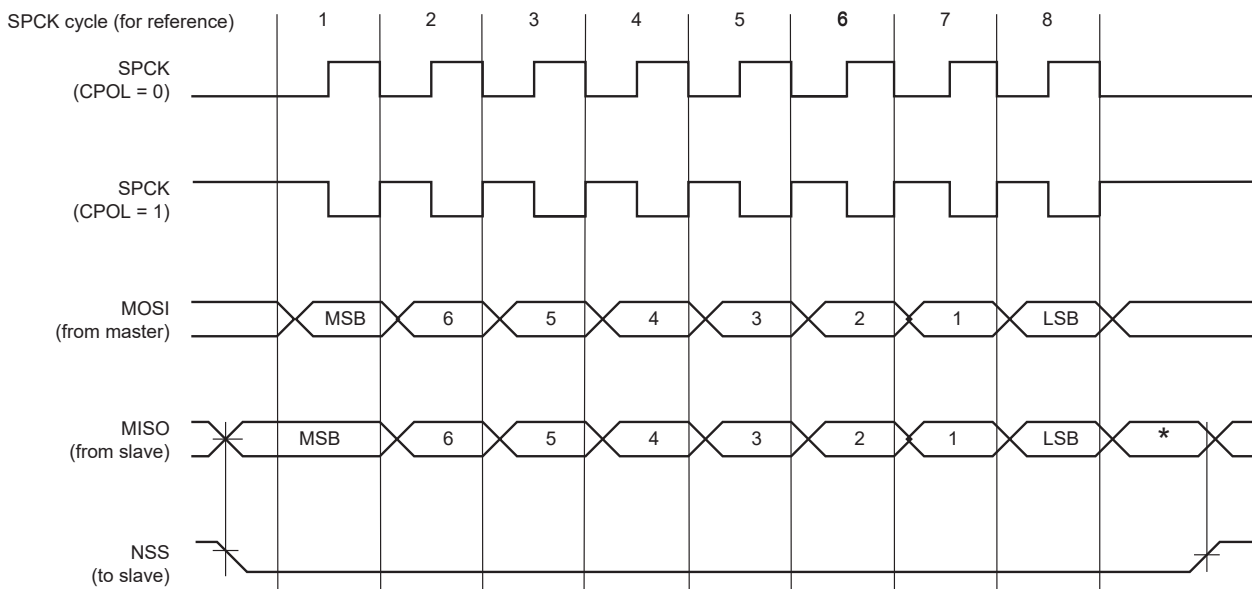 SPCK cycle (for reference) 1 2 3 4 5 6 7 8
SPCK
(CPOL = 0)
SPCK
(CPOL = 1)
MOSI
(from master)
MSB 6 5 4 3 2 1 LSB
MISO
(from slave)
MSB 6 5 4 3 2 1 LSB *
NSS
(to slave)